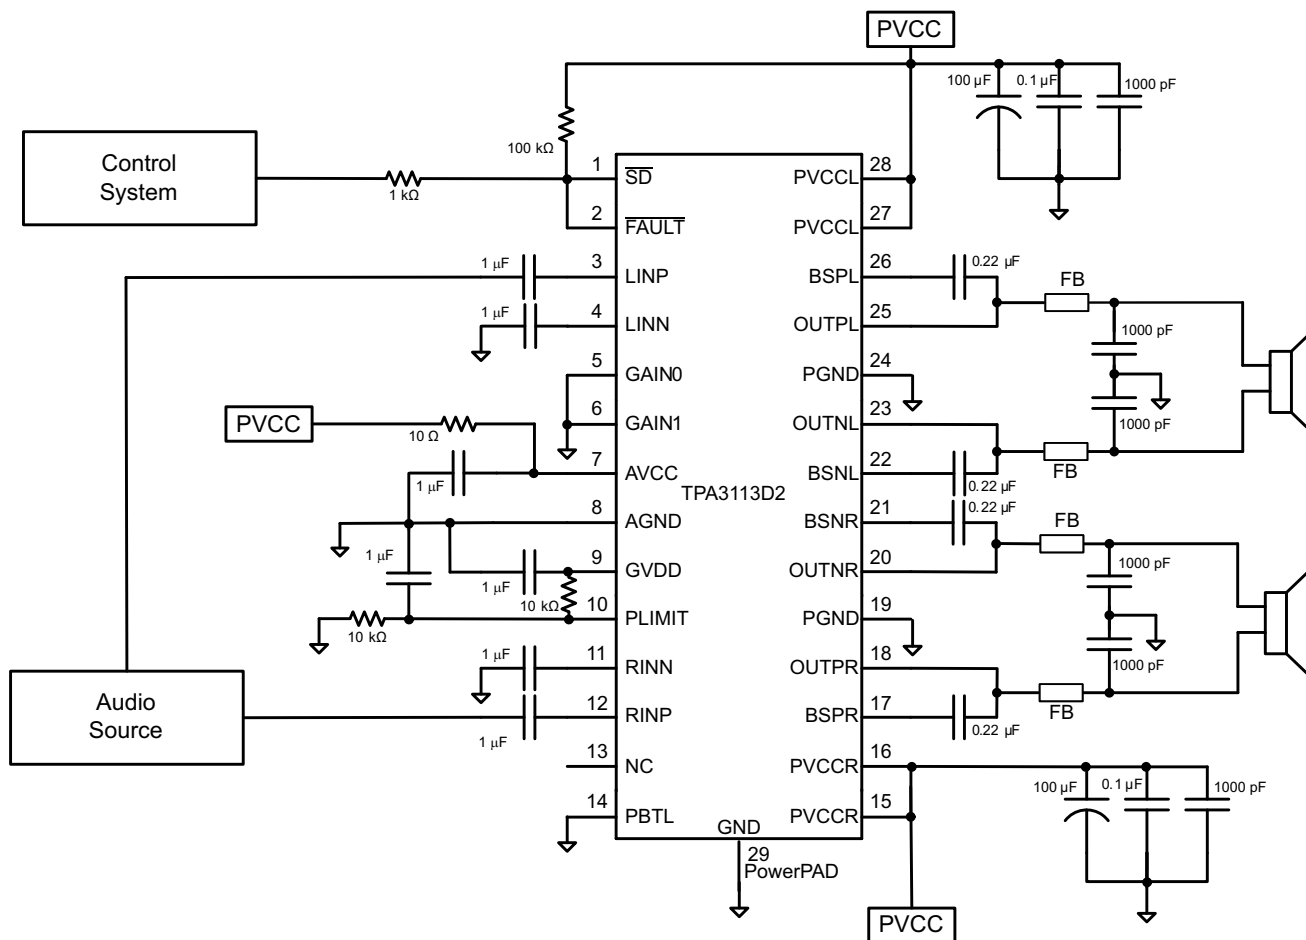 PVCC
100 µF
0.1 µF
1000 pF
Control
System
1 kΩ
100 kΩ
1
SD
2
FAULT
1 µF
3
LINP
1 µF
4
LINN
5
GAIN0
6
GAIN1
PVCC
10 Ω
1 µF
7
AVCC
8
AGND
1 µF
1 µF
9
GVDD
10 kΩ
10 kΩ
10
PLIMIT
1 µF
11
RINN
1 µF
12
RINP
13
NC
14
PBTL
Audio
Source
TPA3113D2
GND
29
PowerPAD
28
PVCCL
27
PVCCL
26
BSPL
0.22 µF
25
OUTPL
24
PGND
23
OUTNL
22
BSNL
0.22 µF
0.22 µF
21
BSNR
20
OUTNR
19
PGND
18
OUTPR
17
BSPR
0.22 µF
16
PVCCR
15
PVCCR
FB
1000 pF
1000 pF
FB
FB
1000 pF
1000 pF
FB
100 µF
0.1 µF
1000 pF
PVCC